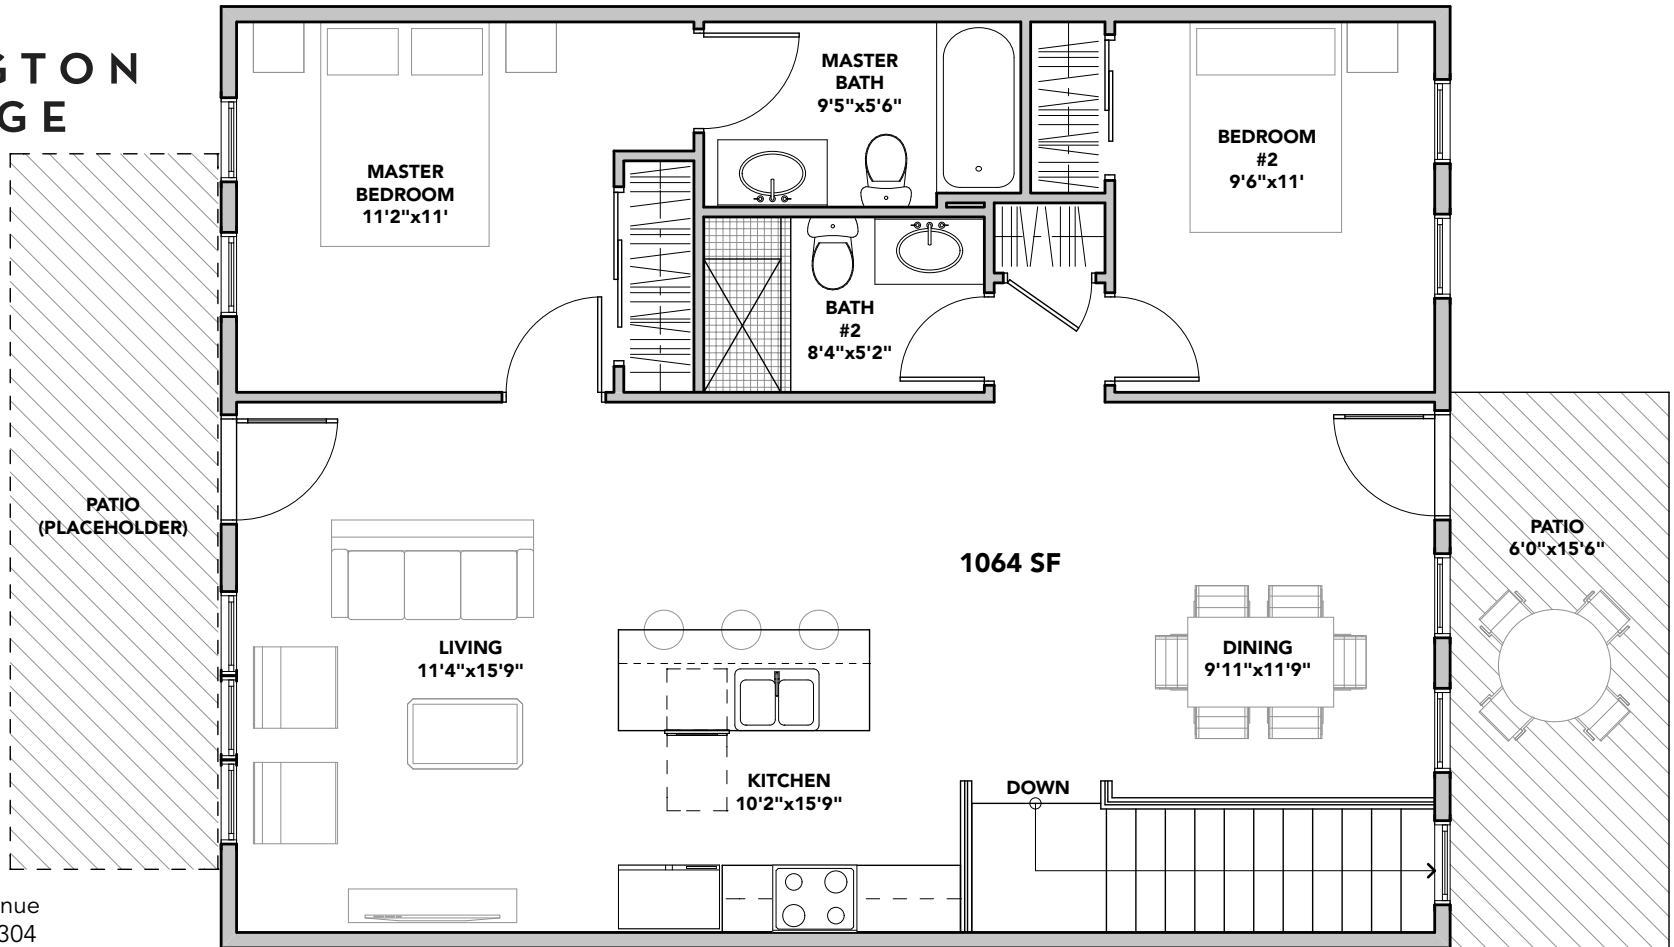 GTON
GE
MASTER
BATH
9'5"x5'6"
BEDROOM
#2
9'6"x11'
MASTER
BEDROOM
11'2"x11'
BATH
#2
8'4"x5'2"
PATIO
(PLACEHOLDER)
1064 SF
PATIO
6'0"x15'6"
LIVING
11'4"x15'9"
DINING
9'11"x11'9"
KITCHEN
10'2"x15'9"
DOWN
nue
304